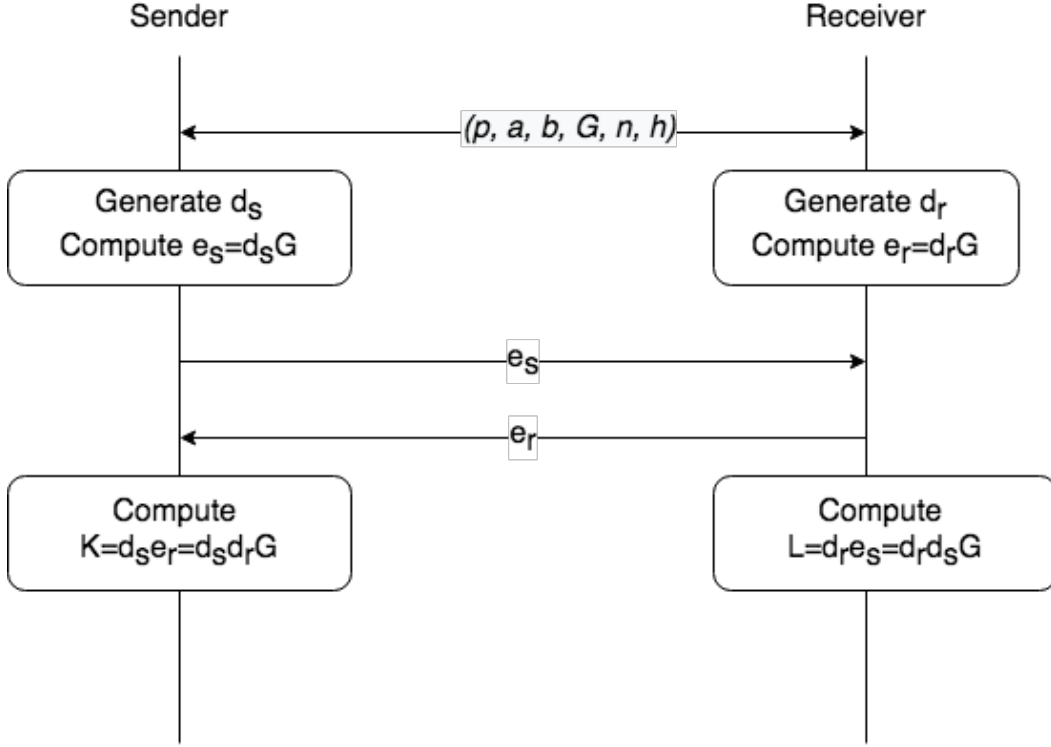 Sender
Receiver
(p, a, b, G, n, h)
Generate dₛ
Compute eₛ=dₛG
Generate dᵣ
Compute eᵣ=dᵣG
eₛ
eᵣ
Compute
K=dₛeᵣ=dₛdᵣG
Compute
L=dᵣeₛ=dᵣdₛG